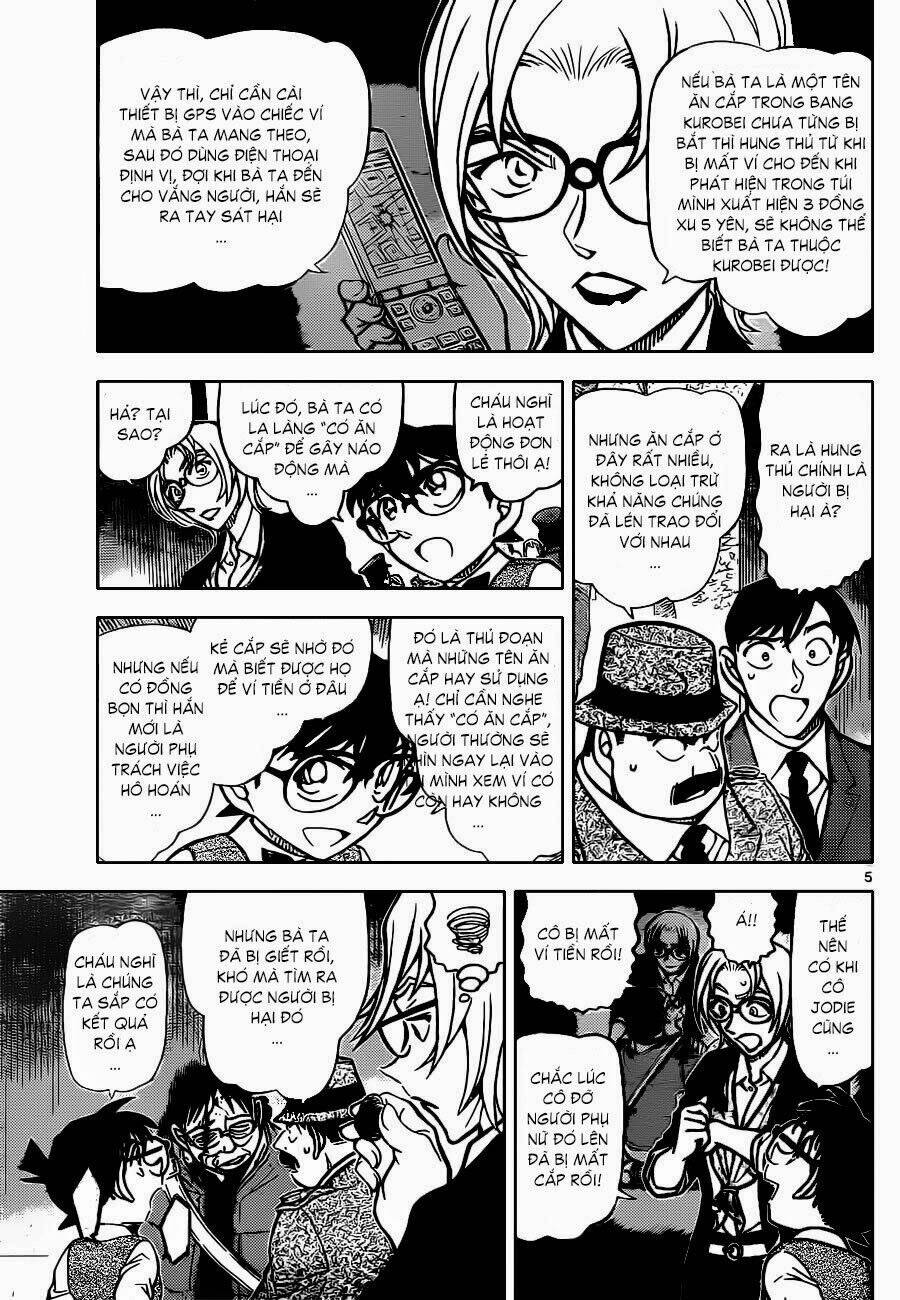 NẾU BÀ TA LÀ MỘT TÊN
ĂN CẮP TRONG BANG
KUROBEI CHƯA TỪNG BỊ
BẮT THÌ HUNG THỦ TỪ KHI
BỊ MẤT VÍ CHO ĐẾN KHI
PHÁT HIỆN TRONG TÚI
MÌNH XUẤT HIỆN 3 ĐỒNG
XU 5 YÊN, SẼ KHÔNG THỂ
BIẾT BÀ TA THUỘC
KUROBEI ĐƯỢC!
VẬY THÌ, CHỈ CẦN CÀI
THIẾT BỊ GPS VÀO CHIẾC VÍ
MÀ BÀ TA MANG THEO,
SAU ĐÓ DÙNG ĐIỆN THOẠI
ĐỊNH VỊ, ĐỢI KHI BÀ TA ĐẾN
CHO VẮNG NGƯỜI, HẮN SẼ
RA TAY SÁT HẠI
...
RA LÀ HUNG
THỦ CHÍNH LÀ
NGƯỜI BỊ
HẠI À?
NHƯNG ĂN CẮP Ở
ĐÂY RẤT NHIỀU,
KHÔNG LOẠI TRỪ
KHẢ NĂNG CHÚNG
ĐÃ LÉN TRAO ĐỔI
VỚI NHAU
...
CHÁU NGHĨ
LÀ HOẠT
ĐỘNG ĐƠN
LẺ THÔI Ạ!
LÚC ĐÓ, BÀ TA CÓ
LA LÀNG "CÓ ĂN
CẮP" ĐỂ GÂY NÁO
ĐỘNG MÀ
...
HẢ? TẠI
SAO?
ĐÓ LÀ THỦ ĐOẠN
MÀ NHỮNG TÊN ĂN
CẮP HAY SỬ DỤNG
Ạ! CHỈ CẦN NGHE
THẤY "CÓ ĂN CẮP",
NGƯỜI THƯỜNG SẼ
NHÌN NGAY LẠI VÀO
MÌNH XEM VÍ CÓ
CÒN HAY KHÔNG
...
KẺ CẮP SẼ NHỜ ĐÓ
MÀ BIẾT ĐƯỢC HỌ
ĐỂ VÍ TIỀN Ở ĐÂU
...
NHƯNG NẾU
CÓ ĐỒNG
BỌN THÌ HẮN
MỚI LÀ
NGƯỜI PHỤ
TRÁCH VIỆC
HÔ HOÁN
...
5
THẾ
NÊN
CÓ KHI
CÔ
JODIE
CŨNG
...
Á!!
CÔ BỊ MẤT
VÍ TIỀN RỒI!
CHẮC LÚC
CÔ ĐỠ
NGƯỜI PHỤ
NỮ ĐÓ LÊN
ĐÃ BỊ MẤT
CẮP RỒI!
NHƯNG BÀ TA
ĐÃ BỊ GIẾT RỒI,
KHÓ MÀ TÌM RA
ĐƯỢC NGƯỜI BỊ
HẠI ĐÓ
...
CHÁU NGHĨ
LÀ CHÚNG
TA SẮP CÓ
KẾT QUẢ
RỒI Ạ
...